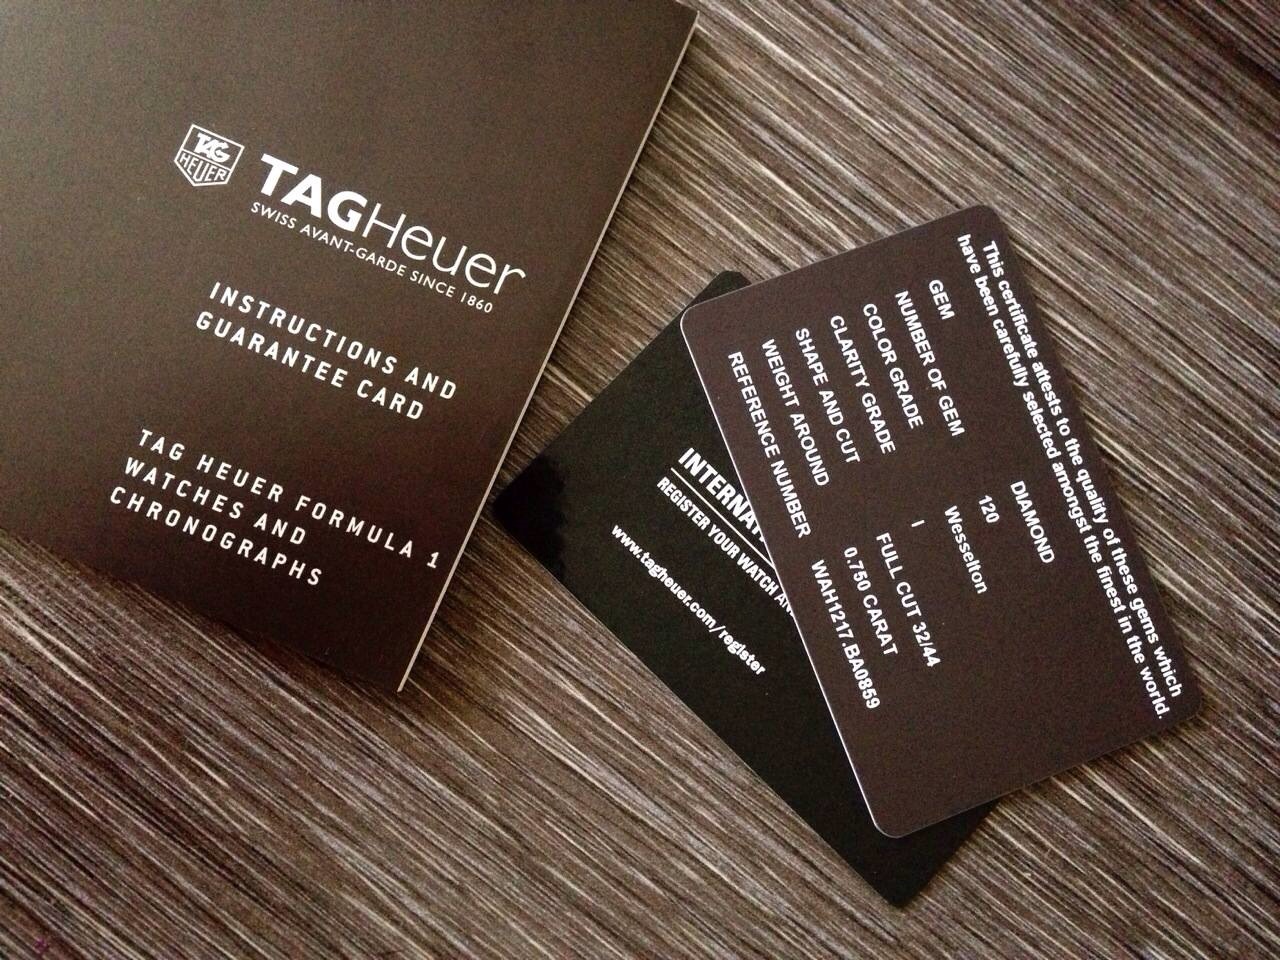 TAG
HEUER
TAGHeuer
SWISS AVANT-GARDE SINCE 1860
INSTRUCTIONS AND
GUARANTEE CARD
TAG HEUER FORMULA 1
WATCHES AND
CHRONOGRAPHS
REGISTER YOUR WATCH
www.tagheuer.com/register
This certificate attests to the quality of these gems which
have been carefully selected amongst the finest in the world.
GEM DIAMOND
NUMBER OF GEM 120
COLOR GRADE Wesselton
CLARITY GRADE I
SHAPE AND CUT FULL CUT 32/44
WEIGHT AROUND 0.750 CARAT
REFERENCE NUMBER WAH1217.BA0859